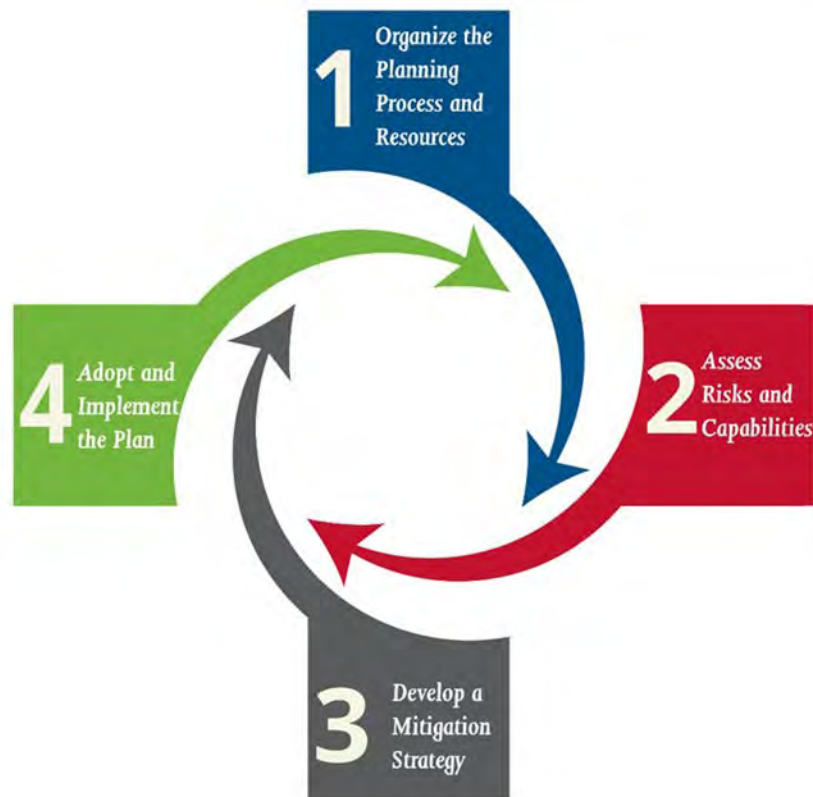 1
Organize the
Planning
Process and
Resources
2
Assess
Risks and
Capabilities
3
Develop a
Mitigation
Strategy
4
Adopt and
Implement
the Plan